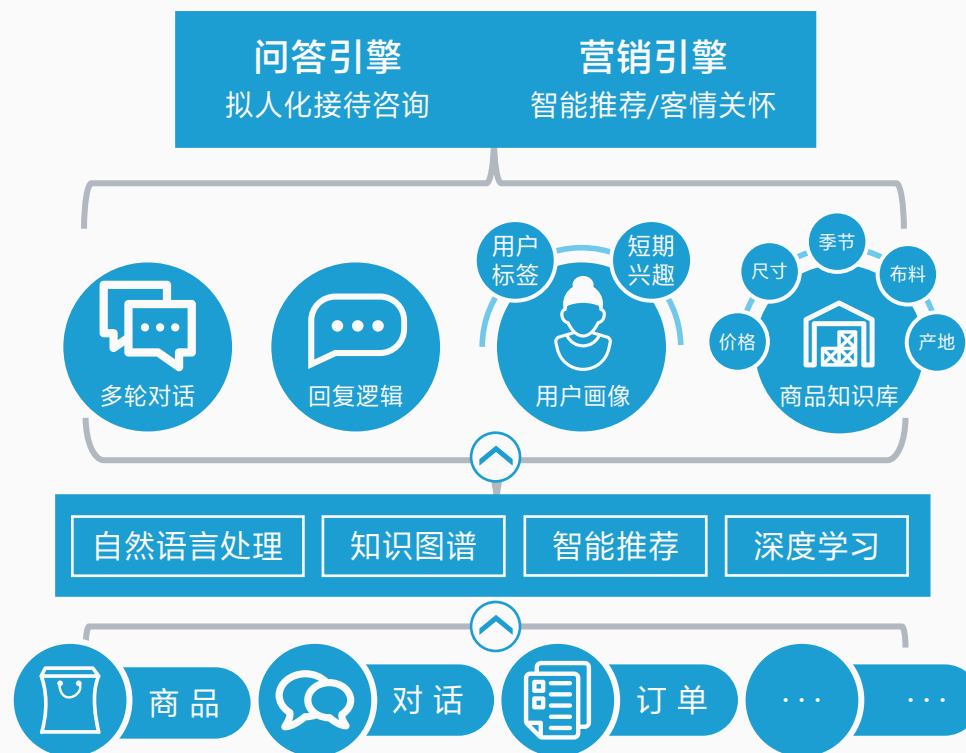 问答引擎
拟人化接待咨询
营销引擎
智能推荐/客情关怀
多轮对话
回复逻辑
用户
标签
短期
兴趣
用户画像
价格
尺寸
季节
布料
产地
商品知识库
自然语言处理
知识图谱
智能推荐
深度学习
商品
对话
订单
···
···